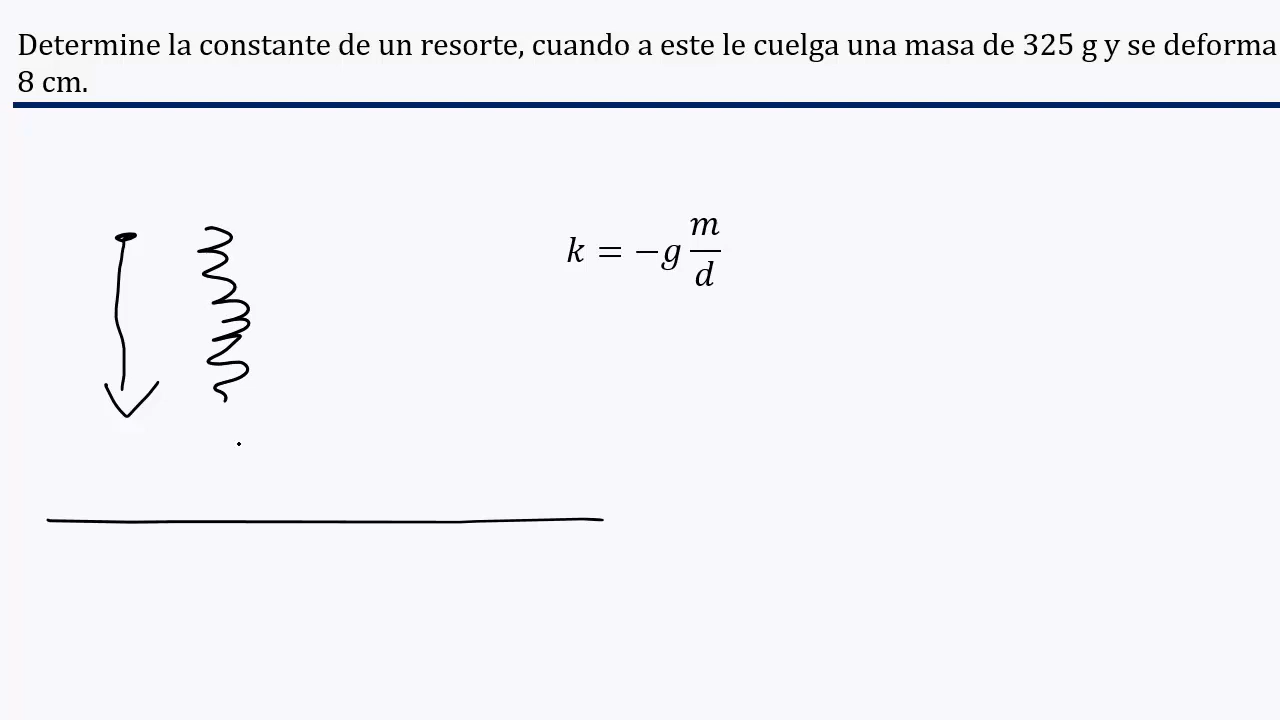 Determine la constante de un resorte, cuando a este le cuelga una masa de 325 g y se deforma
8 cm.
k = −g m/d